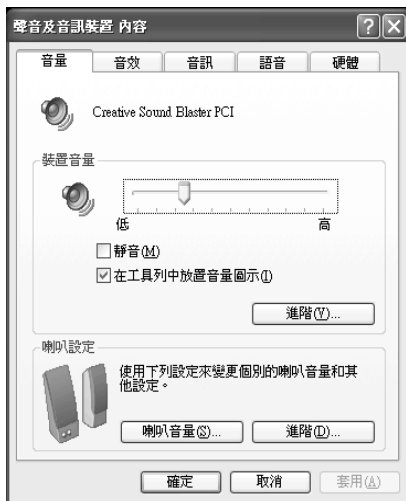 聲音及音訊裝置 內容
音量 音效 音訊 語音 硬體
Creative Sound Blaster PCI
裝置音量
低 高
靜音(M)
在工具列中放置音量圖示(I)
進階(V)...
喇叭設定
使用下列設定來變更個別的喇叭音量和其
他設定。
喇叭音量(S)... 進階(D)...
確定 取消 套用(A)